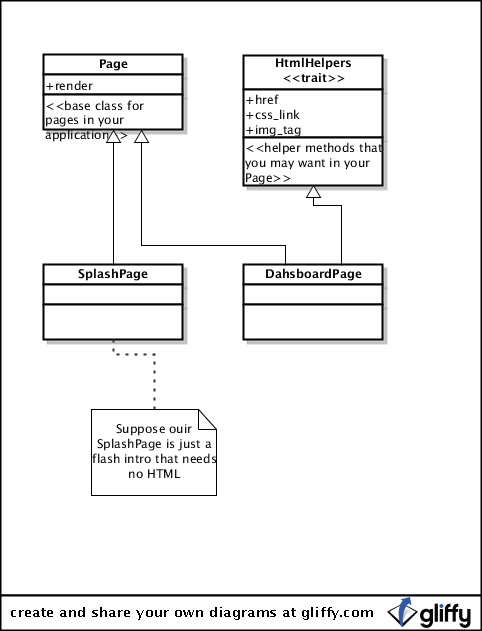 Page
+render
<<base class for
pages in your
application>>
HtmlHelpers
<<trait>>
+href
+css_link
+img_tag
<<helper methods that
you may want in your
Page>>
SplashPage
DahsboardPage
Suppose ouir
SplashPage is just a
flash intro that needs
no HTML
create and share your own diagrams at gliffy.com
gliffy